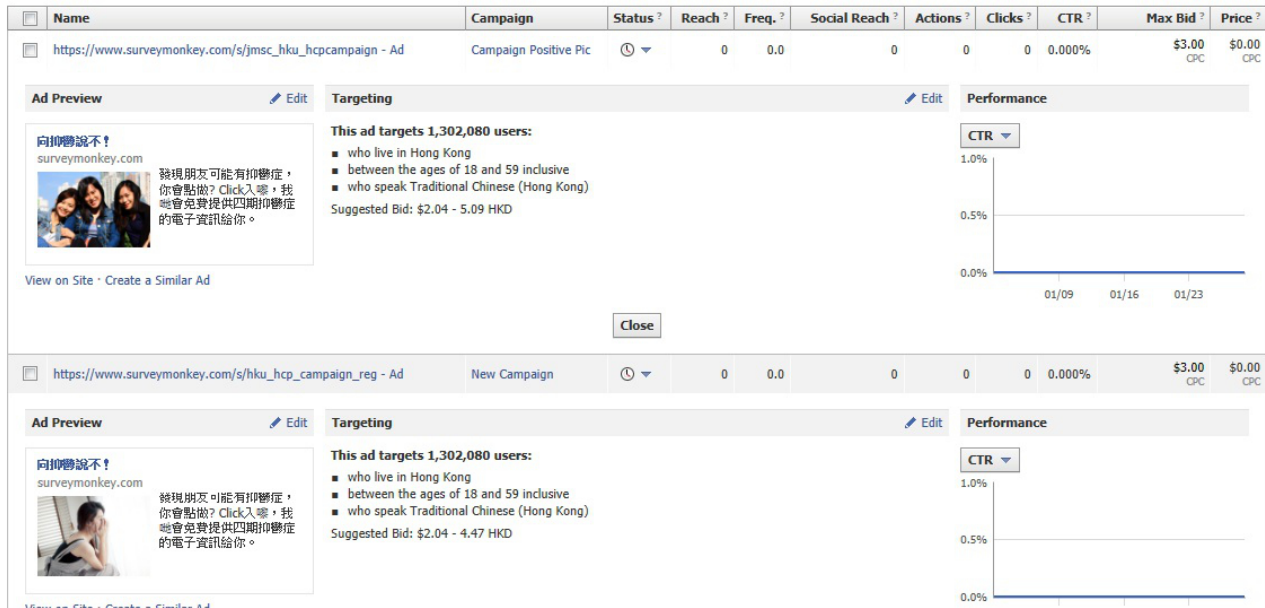 Name Campaign Status ? Reach ? Freq. ? Social Reach ? Actions ? Clicks ? CTR ? Max Bid ? Price ?
https://www.surveymonkey.com/s/jmsc_hku_hcpcampaign - Ad Campaign Positive Pic 0 0.0 0 0 0 0.000% $3.00 $0.00
CPC CPC
Ad Preview Edit Targeting Edit Performance
向抑鬱說不！
surveymonkey.com
發現朋友可能有抑鬱症，
你會點做? Click入嚟，我
哋會免費提供四期抑鬱症
的電子資訊給你。
View on Site · Create a Similar Ad
This ad targets 1,302,080 users:
who live in Hong Kong
between the ages of 18 and 59 inclusive
who speak Traditional Chinese (Hong Kong)
Suggested Bid: $2.04 - 5.09 HKD
CTR
1.0%
0.5%
0.0%
01/09 01/16 01/23
Close
https://www.surveymonkey.com/s/hku_hcp_campaign_reg - Ad New Campaign 0 0.0 0 0 0 0.000% $3.00 $0.00
CPC CPC
Ad Preview Edit Targeting Edit Performance
向抑鬱說不！
surveymonkey.com
發現朋友可能有抑鬱症，
你會點做? Click入嚟，我
哋會免費提供四期抑鬱症
的電子資訊給你。
View on Site · Create a Similar Ad
This ad targets 1,302,080 users:
who live in Hong Kong
between the ages of 18 and 59 inclusive
who speak Traditional Chinese (Hong Kong)
Suggested Bid: $2.04 - 4.47 HKD
CTR
1.0%
0.5%
0.0%